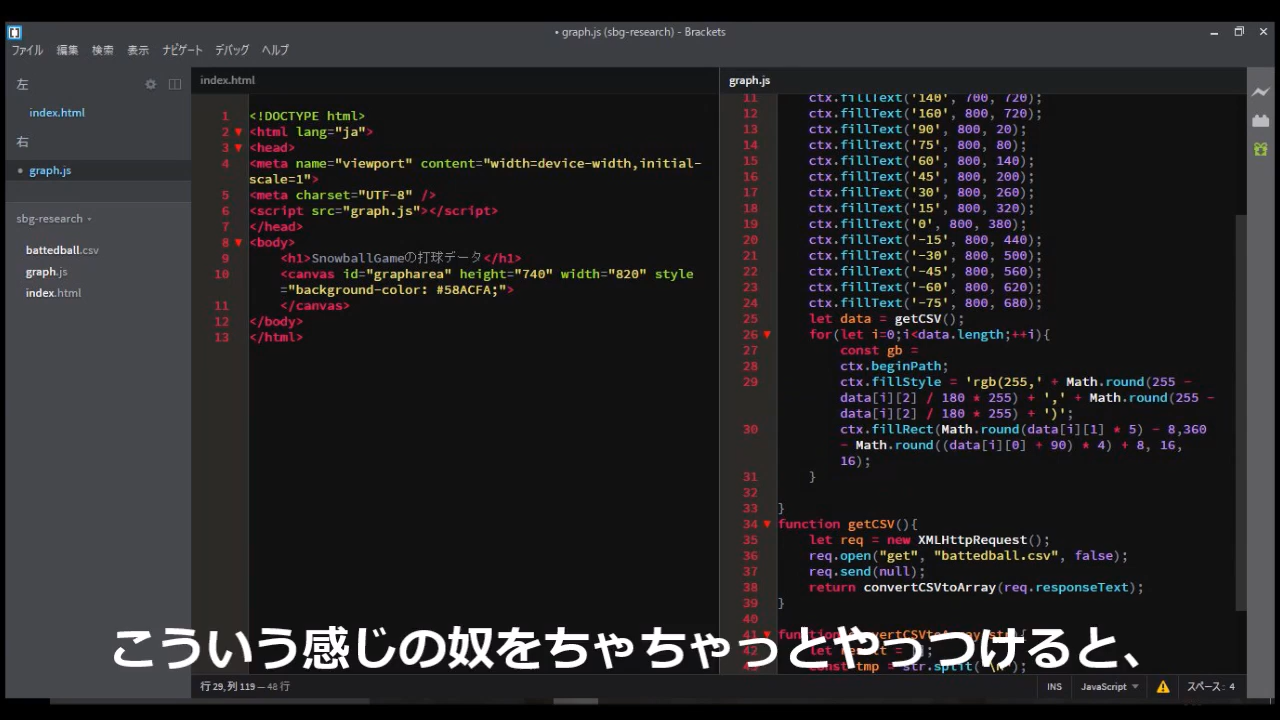 • graph.js (sbg-research) - Brackets
ファイル 編集 検索 表示 ナビゲート デバッグ ヘルプ
左
index.html
右
• graph.js
sbg-research
battedball.csv
graph.js
index.html
index.html
1 <!DOCTYPE html>
2 <html lang="ja">
3 <head>
4 <meta name="viewport" content="width=device-width,initial-
scale=1">
5 <meta charset="UTF-8" />
6 <script src="graph.js"></script>
7 </head>
8 <body>
9 <h1>SnowballGameの打球データ</h1>
10 <canvas id="grapharea" height="740" width="820" style
="background-color: #58ACFA;">
11 </canvas>
12 </body>
13 </html>
graph.js
11 ctx.fillText('140', 700, 720);
12 ctx.fillText('160', 800, 720);
13 ctx.fillText('90', 800, 20);
14 ctx.fillText('75', 800, 80);
15 ctx.fillText('60', 800, 140);
16 ctx.fillText('45', 800, 200);
17 ctx.fillText('30', 800, 260);
18 ctx.fillText('15', 800, 320);
19 ctx.fillText('0', 800, 380);
20 ctx.fillText('-15', 800, 440);
21 ctx.fillText('-30', 800, 500);
22 ctx.fillText('-45', 800, 560);
23 ctx.fillText('-60', 800, 620);
24 ctx.fillText('-75', 800, 680);
25 let data = getCSV();
26 for(let i=0;i<data.length;++i){
27 const gb =
28 ctx.beginPath;
29 ctx.fillStyle = 'rgb(255,' + Math.round(255 -
data[i][2] / 180 * 255) + ',' + Math.round(255 -
data[i][2] / 180 * 255) + ')';
30 ctx.fillRect(Math.round(data[i][1] * 5) - 8,360
- Math.round((data[i][0] + 90) * 4) + 8, 16,
16);
31 }
32
33 }
34 function getCSV(){
35 let req = new XMLHttpRequest();
36 req.open("get", "battedball.csv", false);
37 req.send(null);
38 return convertCSVtoArray(req.responseText);
39 }
40
41
42 let result = [];
43 const tmp = str.split(
こういう感じの奴をちゃちゃっとやっつけると、
行 29, 列 119 — 48 行
INS JavaScript スペース: 4